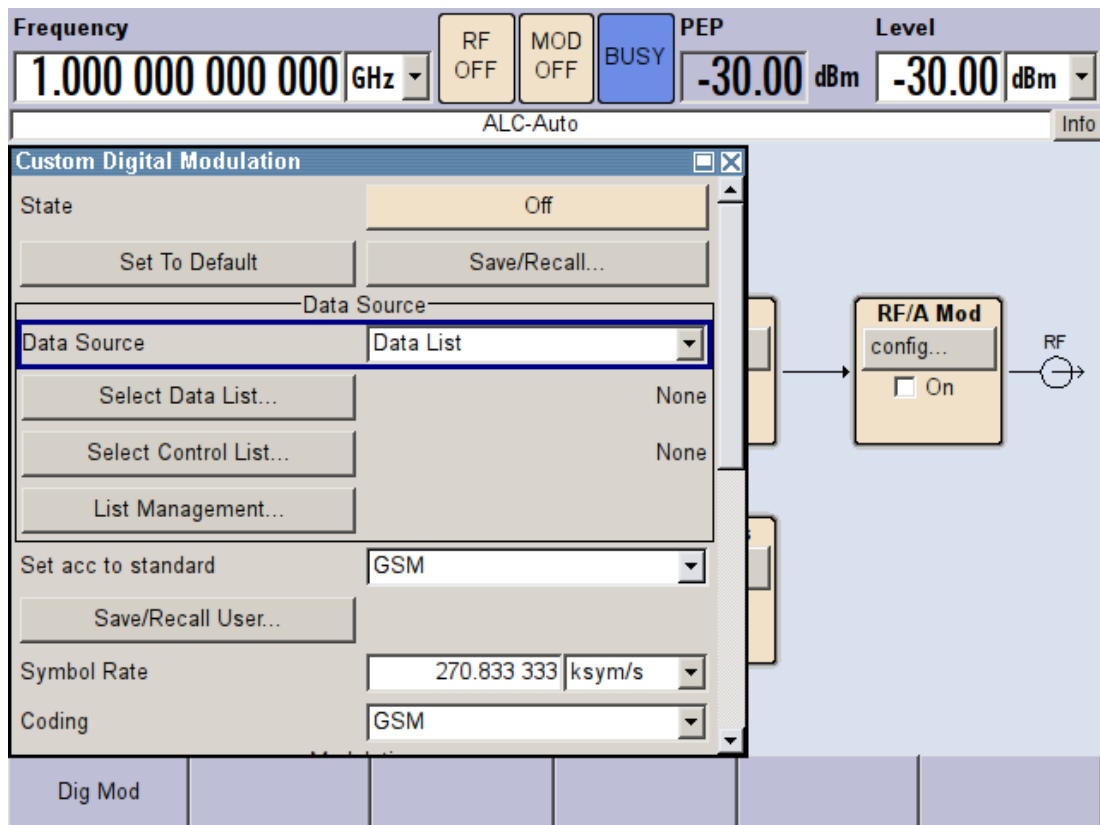 Frequency
RF OFF
MOD OFF
BUSY
PEP
Level
1.000 000 000 000 GHz
-30.00 dBm
-30.00 dBm
ALC-Auto
Info
Custom Digital Modulation
State
Off
Set To Default
Save/Recall...
Data Source
Data Source
Data List
Select Data List...
None
Select Control List...
None
List Management...
Set acc to standard
GSM
Save/Recall User...
Symbol Rate
270.833 333 ksym/s
Coding
GSM
RF/A Mod
config...
On
RF
Dig Mod